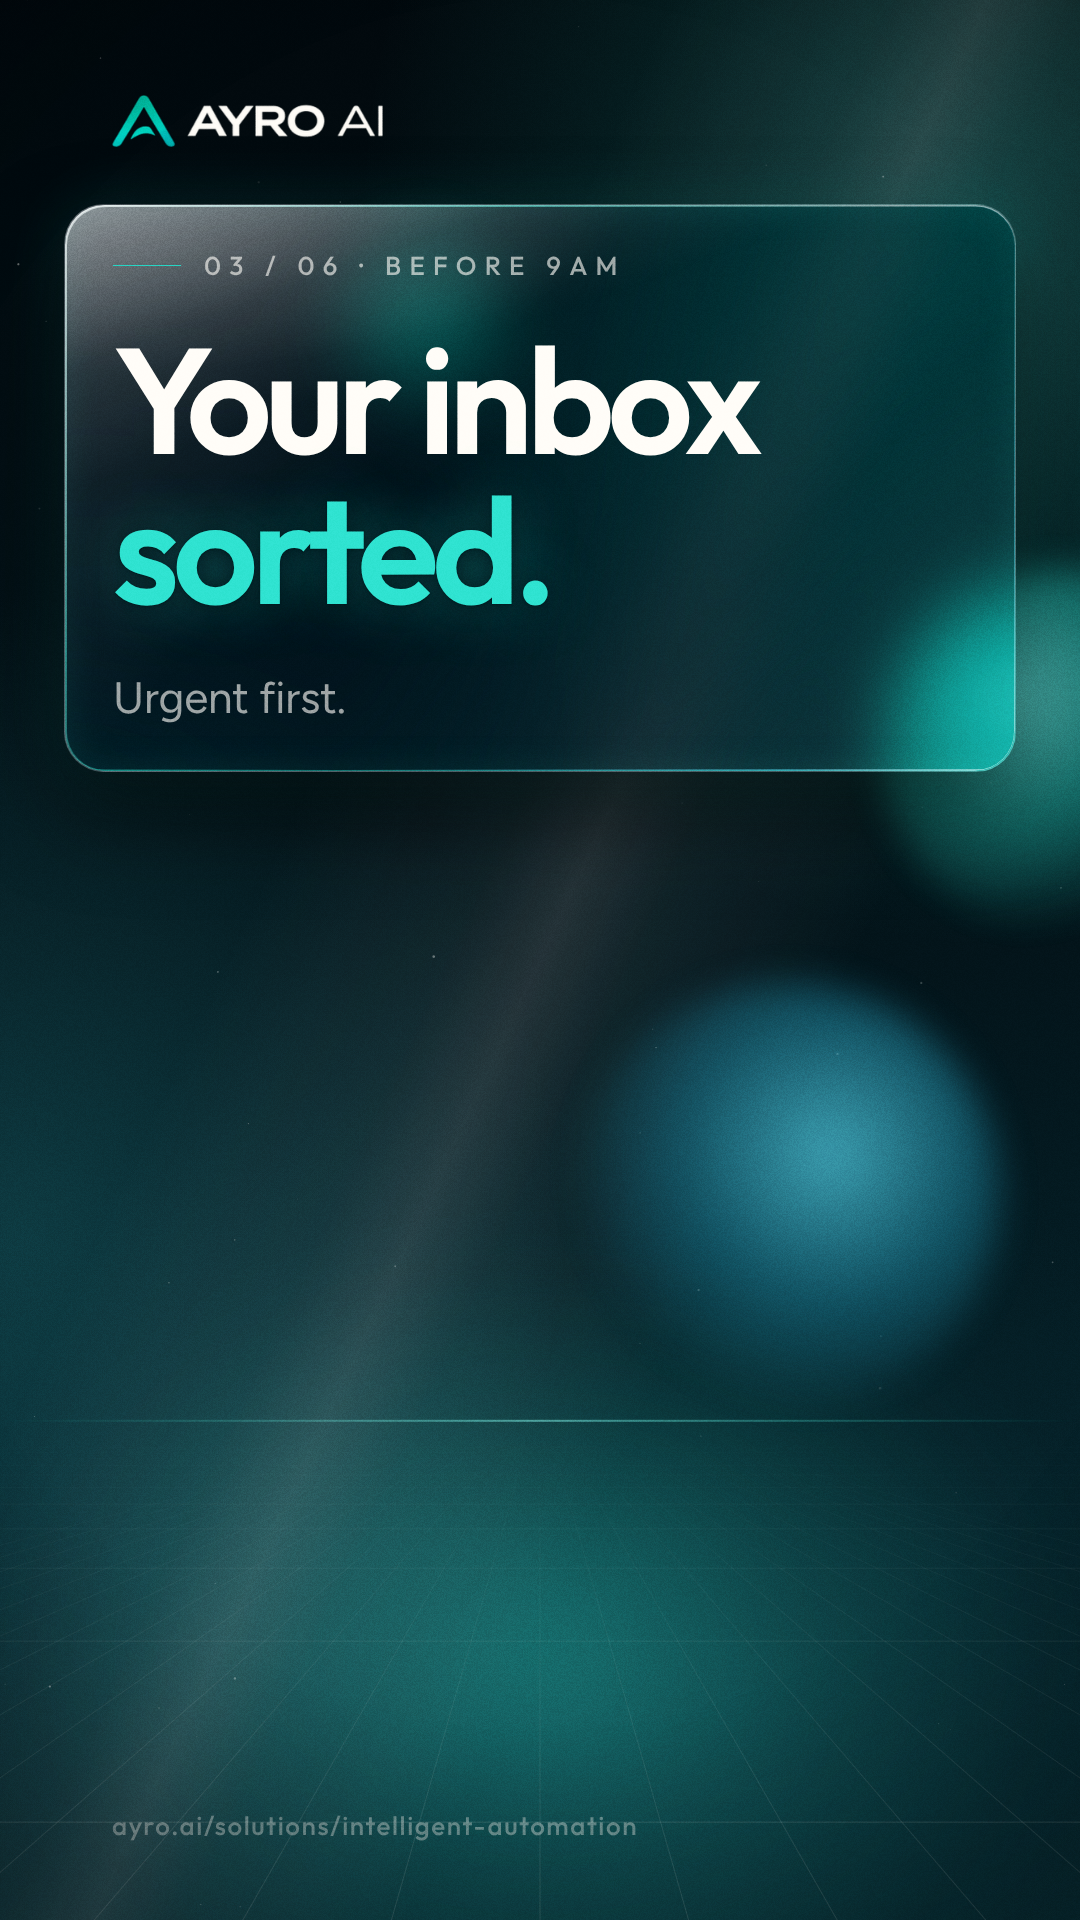 AYRO AI
03 / 06 · BEFORE 9AM
Your inbox
sorted.
Urgent first.
ayro.ai/solutions/intelligent-automation